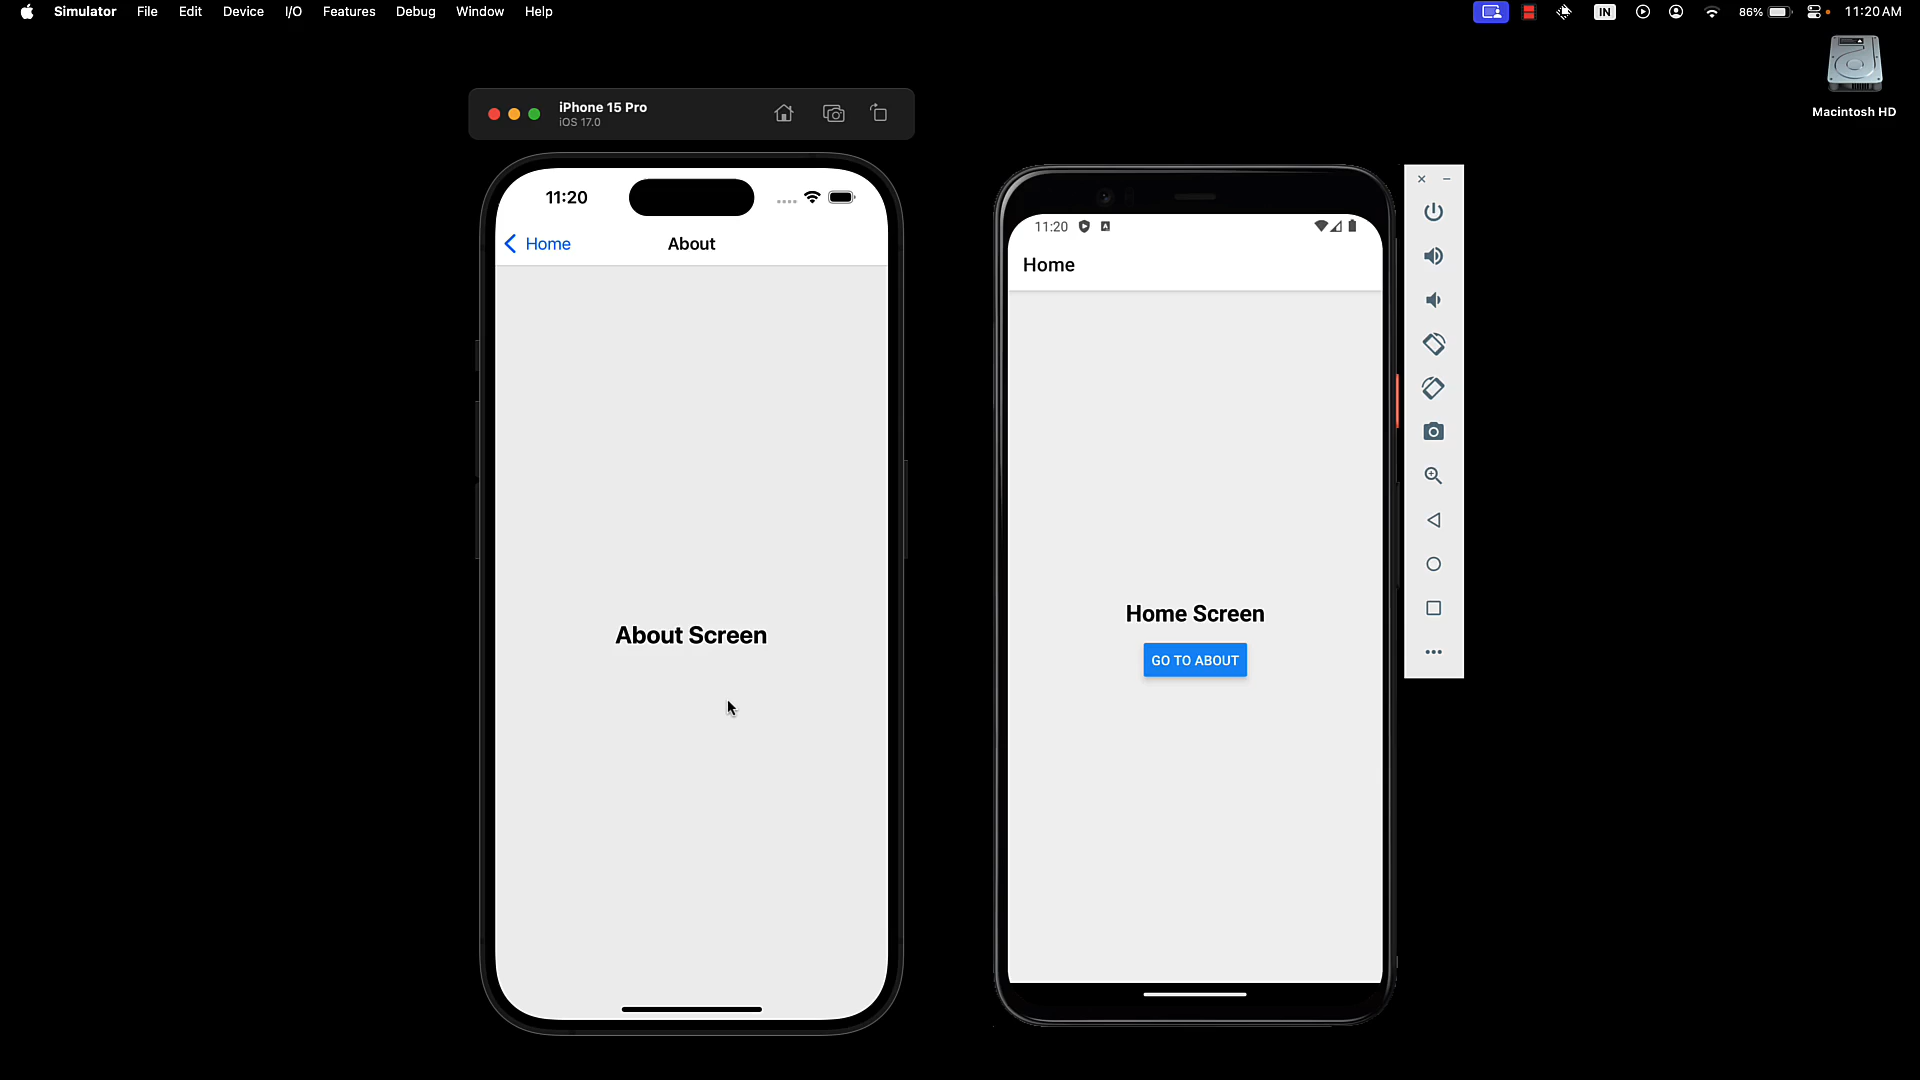 Simulator File Edit Device I/O Features Debug Window Help IN 86% 11:20 AM
Macintosh HD
iPhone 15 Pro
iOS 17.0
11:20
Home About
About Screen
11:20
Home
Home Screen
GO TO ABOUT